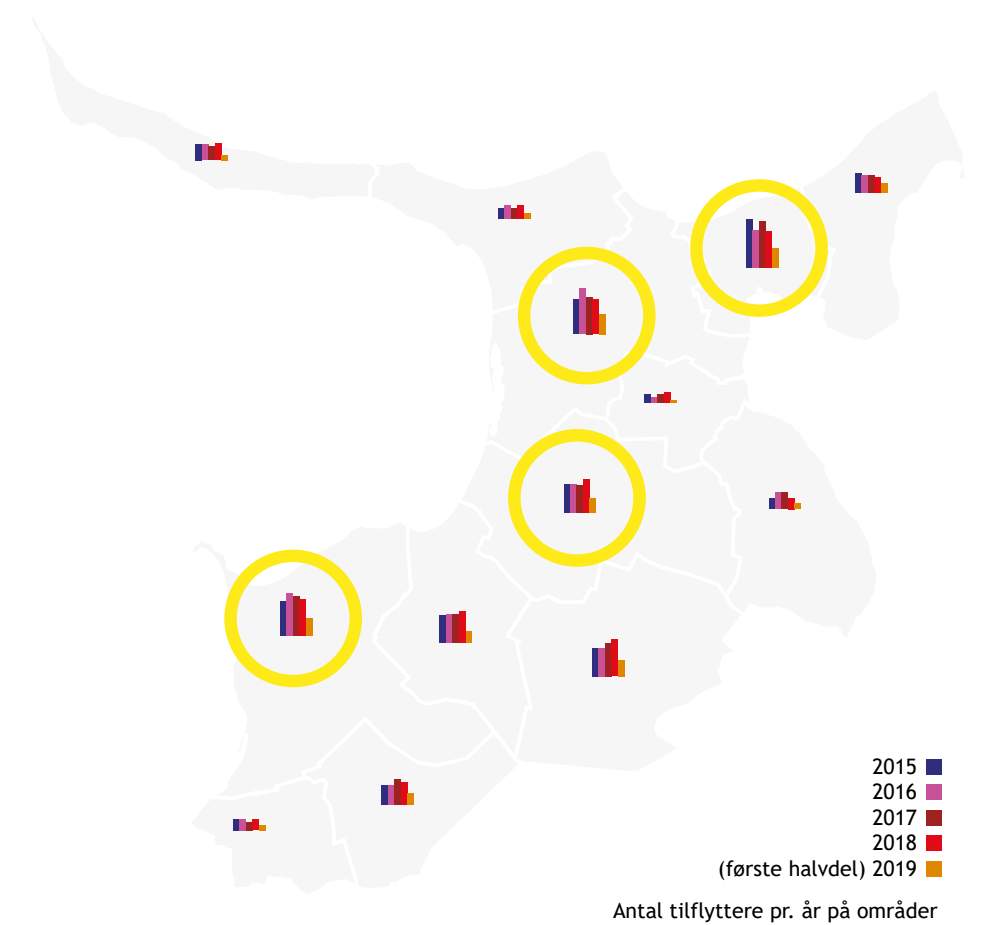 2015
2016
2017
2018
(første halvdel) 2019
Antal tilflyttere pr. år på områder